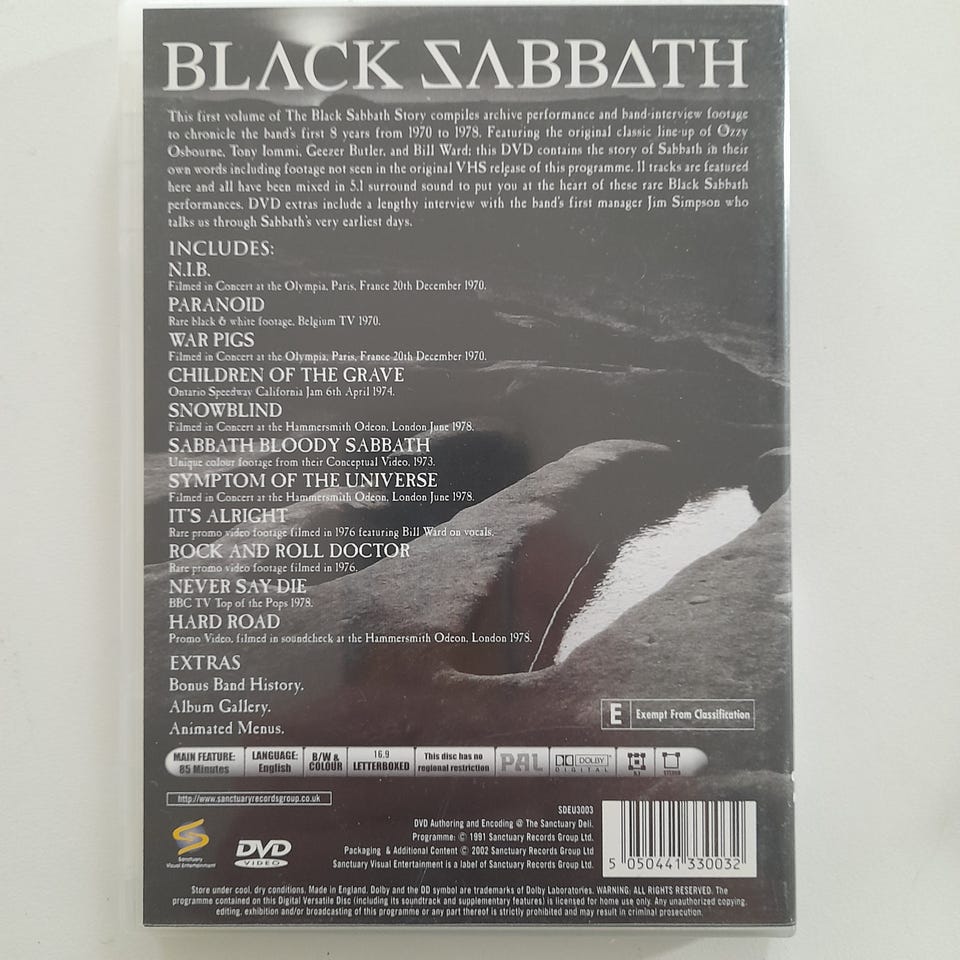 BLACK SABBATH
This first volume of The Black Sabbath Story compiles archive performance and band-interview footage
to chronicle the band's first 8 years from 1970 to 1978. Featuring the original classic line-up of Ozzy
Osbourne, Tony Iommi, Geezer Butler, and Bill Ward; this DVD contains the story of Sabbath in their
own words including footage not seen in the original VHS release of this programme. 11 tracks are featured
here and all have been mixed in 5.1 surround sound to put you at the heart of these rare Black Sabbath
performances. DVD extras include a lengthy interview with the band's first manager Jim Simpson who
talks us through Sabbath's very earliest days.
INCLUDES:
N.I.B.
Filmed in Concert at the Olympia, Paris, France 20th December 1970.
PARANOID
Rare black & white footage, Belgium TV 1970.
WAR PIGS
Filmed in Concert at the Olympia, Paris, France 20th December 1970.
CHILDREN OF THE GRAVE
Ontario Speedway California Jam 6th April 1974.
SNOWBLIND
Filmed in Concert at the Hammersmith Odeon, London June 1978.
SABBATH BLOODY SABBATH
Unique colour footage from their Conceptual Video, 1973.
SYMPTOM OF THE UNIVERSE
Filmed in Concert at the Hammersmith Odeon, London June 1978.
IT'S ALRIGHT
Rare promo video footage filmed in 1976 featuring Bill Ward on vocals.
ROCK AND ROLL DOCTOR
Rare promo video footage filmed in 1976.
NEVER SAY DIE
BBC TV Top of the Pops 1978.
HARD ROAD
Promo Video, filmed in soundcheck at the Hammersmith Odeon, London 1978.
EXTRAS
Bonus Band History.
Album Gallery.
Animated Menus.
E Exempt From Classification
MAIN FEATURE: 85 Minutes
LANGUAGE: English
B/W & COLOUR
16.9 LETTERBOXED
This disc has no regional restriction
PAL
DOLBY DIGITAL
5.1
STEREO
http://www.sanctuaryrecordsgroup.co.uk
SDEU3003
DVD Authoring and Encoding @ The Sanctuary Deli.
Programme: © 1991 Sanctuary Records Group Ltd.
Packaging & Additional Content © 2002 Sanctuary Records Group Ltd
Sanctuary Visual Entertainment is a label of Sanctuary Records Group Ltd.
Sanctuary
Visual Entertainment
DVD
VIDEO
5 050441 330032
Store under cool, dry conditions. Made in England. Dolby and the DD symbol are trademarks of Dolby Laboratories. WARNING: ALL RIGHTS RESERVED. The
programme contained on this Digital Versatile Disc (including its soundtrack and supplementary features) is licensed for home use only. Any unauthorized copying,
editing, exhibition and/or broadcasting of this programme or any part thereof is strictly prohibited and may result in criminal prosecution.